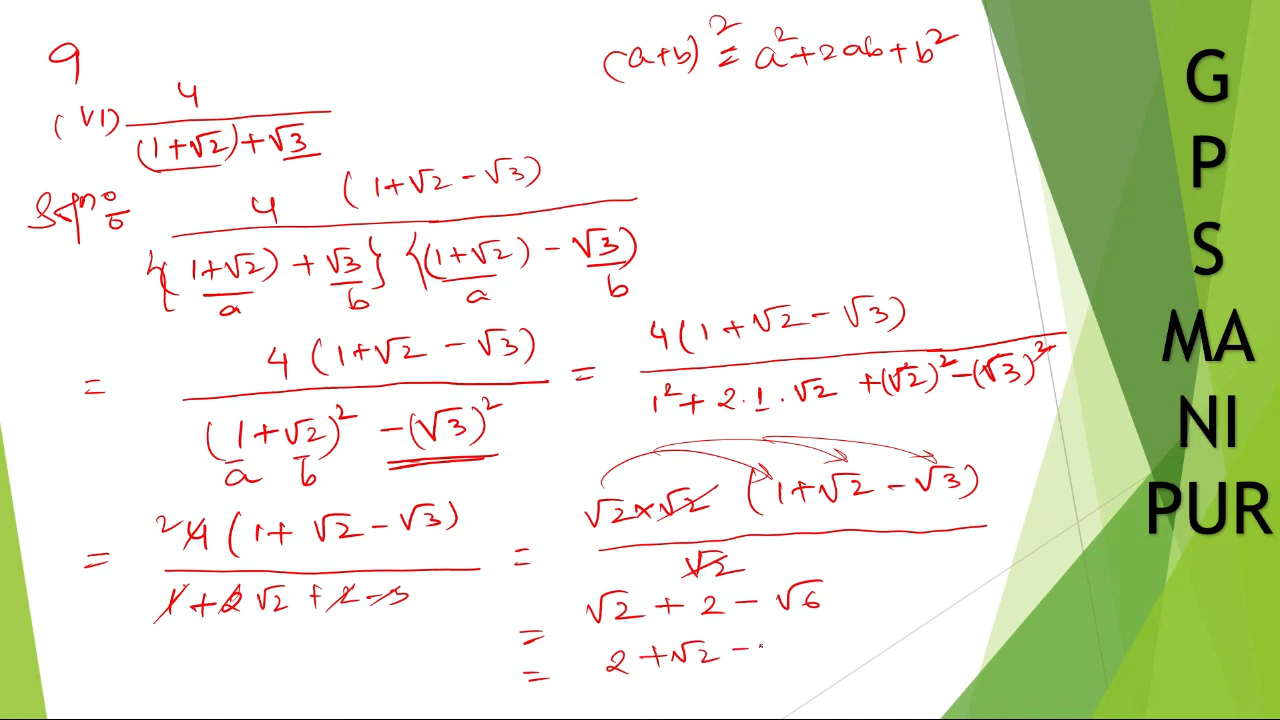 9
(a+b)² = a²+2ab+b²
(VI) 4/((1+√2)+√3)
4 (1+√2 - √3)/{(1+√2) + √3} {(1+√2) - √3}
a b a b
= 4 (1+√2 - √3)/((1+√2)² - (√3)²)
a b
= 4(1+√2 - √3)/(1² + 2·1·√2 + (√2)² - (√3)²)
= 2 4 (1+ √2 - √3)/(1+2√2 + 2 - 3)
= √2×√2 (1+√2 - √3)/√2
= √2 + 2 - √6
= 2 + √2 -
G
P
S
MA
NI
PUR